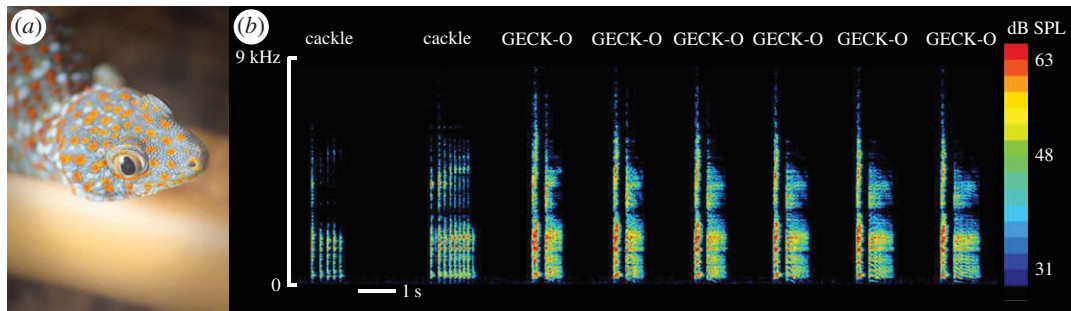 (a)
(b)
cackle cackle GECK-O GECK-O GECK-O GECK-O GECK-O GECK-O
dB SPL
9 kHz
63
48
31
0
1 s